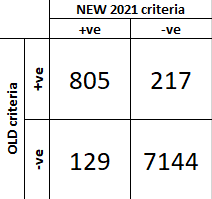 NEW 2021 criteria
+ve -ve
OLD criteria
+ve 805 217
-ve 129 7144